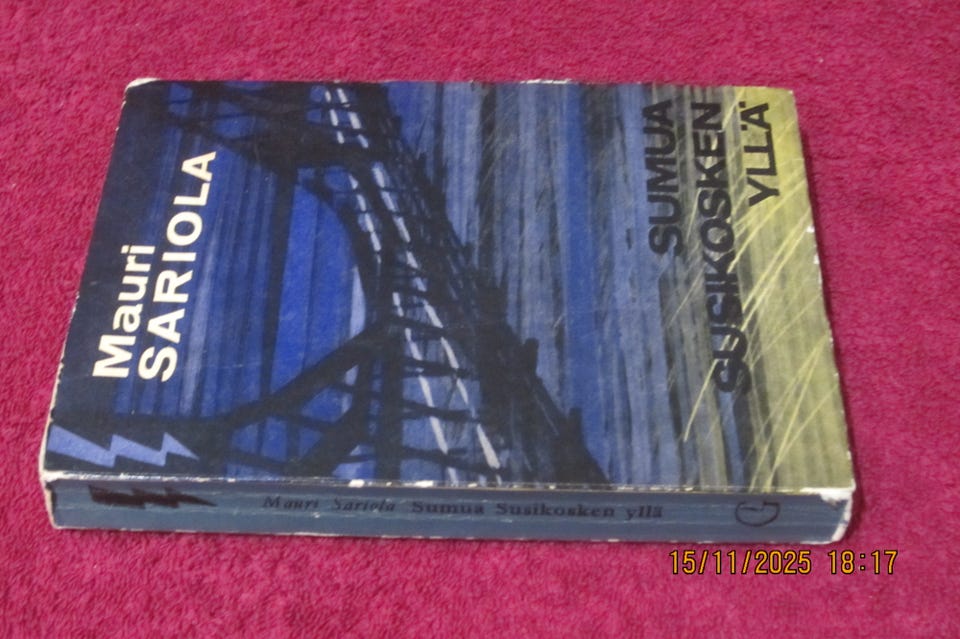 Mauri
SARIOLA
SUMUA
SUSIKOSKEN
YLLÄ
Mauri Sariola Sumua Susikosken yllä
G
15/11/2025 18:17